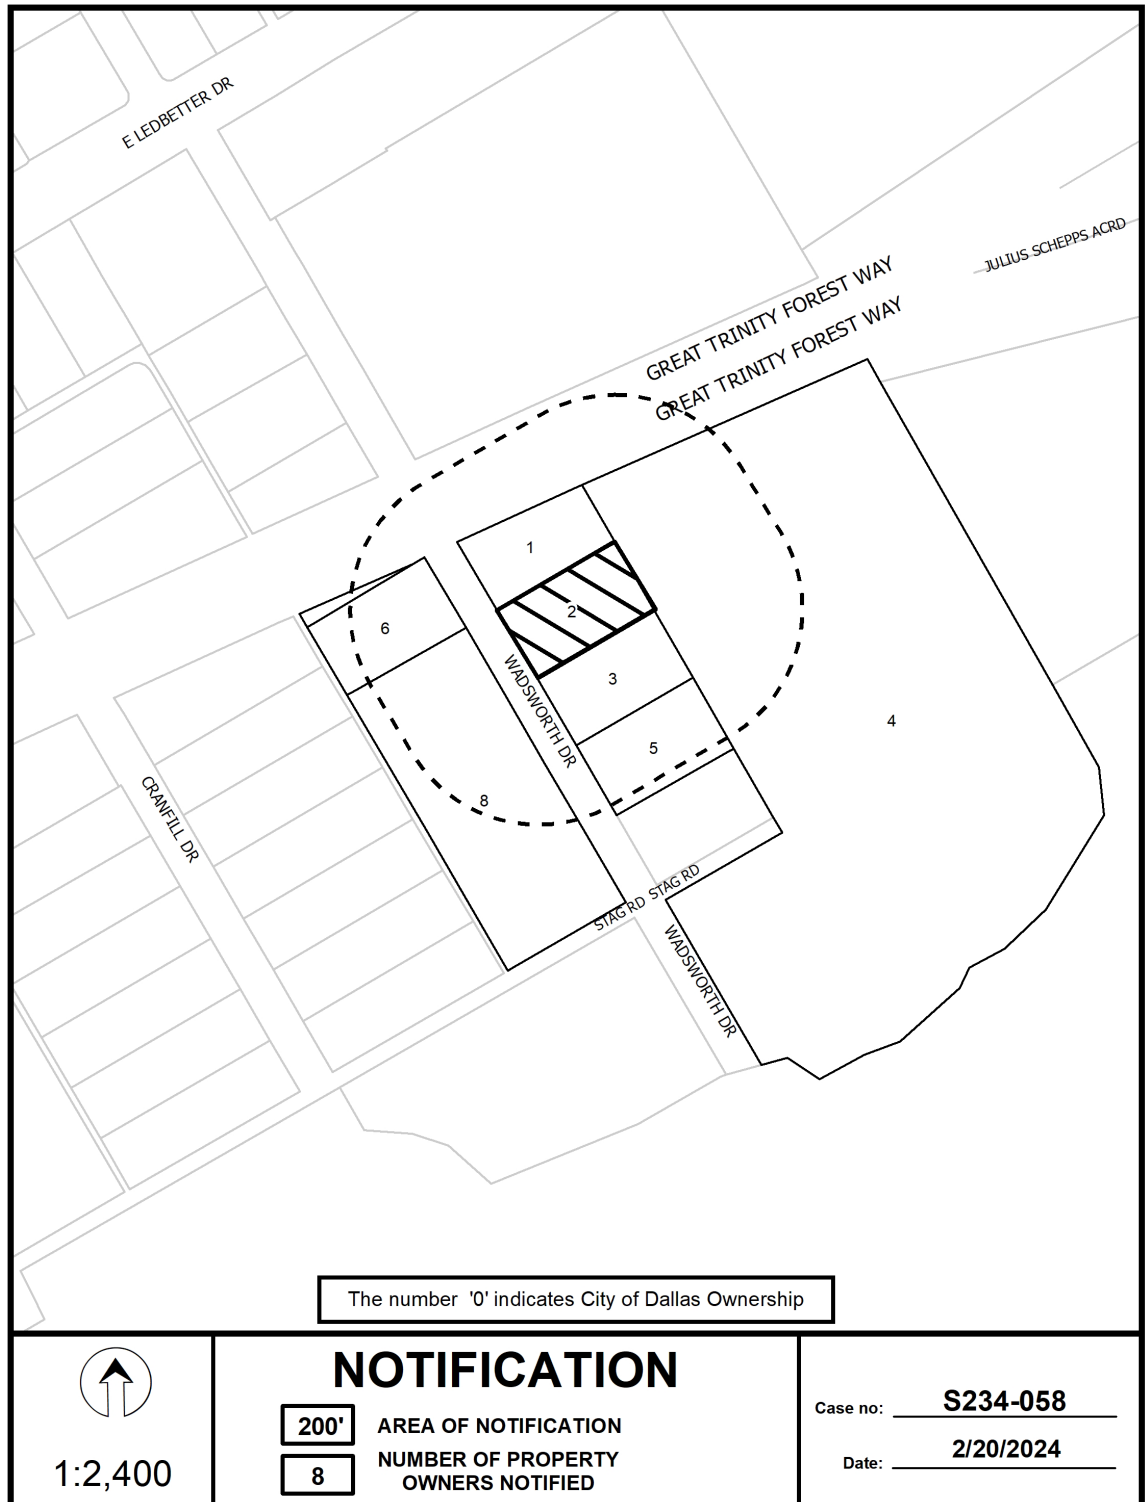 E LEDBETTER DR
JULIUS SCHEPPS ACRD
GREAT TRINITY FOREST WAY
GREAT TRINITY FOREST WAY
1
2
6
3
WADSWORTH DR
4
5
CRANFILL DR
8
STAG RD
STAG RD
WADSWORTH DR
The number '0' indicates City of Dallas Ownership
1:2,400
NOTIFICATION
200' AREA OF NOTIFICATION
8 NUMBER OF PROPERTY
OWNERS NOTIFIED
Case no: S234-058
Date: 2/20/2024